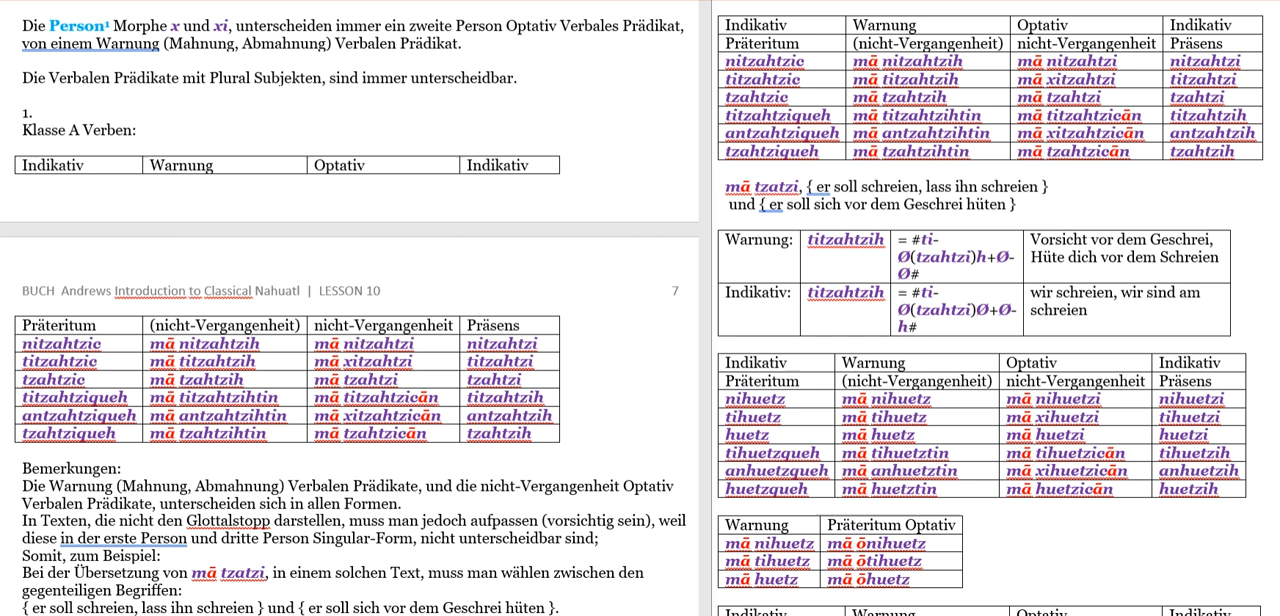 Die Person¹ Morphe x und xi, unterscheiden immer ein zweite Person Optativ Verbales Prädikat,
von einem Warnung (Mahnung, Abmahnung) Verbalen Prädikat.
Die Verbalen Prädikate mit Plural Subjekten, sind immer unterscheidbar.
1.
Klasse A Verben:
Indikativ Warnung Optativ Indikativ
BUCH Andrews Introduction to Classical Nahuatl | LESSON 10 7
Präteritum (nicht-Vergangenheit) nicht-Vergangenheit Präsens
nitzahtzic mā nitzahtzih mā nitzahtzi nitzahtzi
titzahtzic mā titzahtzih mā xitzahtzi titzahtzi
tzahtzic mā tzahtzih mā tzahtzi tzahtzi
titzahtziqueh mā titzahtzihtin mā titzahtzicān titzahtzih
antzahtziqueh mā antzahtzihtin mā xitzahtzicān antzahtzih
tzahtziqueh mā tzahtzihtin mā tzahtzicān tzahtzih
Bemerkungen:
Die Warnung (Mahnung, Abmahnung) Verbalen Prädikate, und die nicht-Vergangenheit Optativ
Verbalen Prädikate, unterscheiden sich in allen Formen.
In Texten, die nicht den Glottalstopp darstellen, muss man jedoch aufpassen (vorsichtig sein), weil
diese in der erste Person und dritte Person Singular-Form, nicht unterscheidbar sind;
Somit, zum Beispiel:
Bei der Übersetzung von mā tzatzi, in einem solchen Text, muss man wählen zwischen den
gegenteiligen Begriffen:
{ er soll schreien, lass ihn schreien } und { er soll sich vor dem Geschrei hüten }.
Indikativ Warnung Optativ Indikativ
Präteritum (nicht-Vergangenheit) nicht-Vergangenheit Präsens
nitzahtzic mā nitzahtzih mā nitzahtzi nitzahtzi
titzahtzic mā titzahtzih mā xitzahtzi titzahtzi
tzahtzic mā tzahtzih mā tzahtzi tzahtzi
titzahtziqueh mā titzahtzihtin mā titzahtzicān titzahtzih
antzahtziqueh mā antzahtzihtin mā xitzahtzicān antzahtzih
tzahtziqueh mā tzahtzihtin mā tzahtzicān tzahtzih
mā tzatzi, { er soll schreien, lass ihn schreien }
und { er soll sich vor dem Geschrei hüten }
Warnung: titzahtzih = #ti- Vorsicht vor dem Geschrei,
Ø(tzahtzi)h+Ø- Hüte dich vor dem Schreien
Ø#
Indikativ: titzahtzih = #ti- wir schreien, wir sind am
Ø(tzahtzi)Ø+Ø- schreien
h#
Indikativ Warnung Optativ Indikativ
Präteritum (nicht-Vergangenheit) nicht-Vergangenheit Präsens
nihuetz mā nihuetz mā nihuetzi nihuetzi
tihuetz mā tihuetz mā xihuetzi tihuetzi
huetz mā huetz mā huetzi huetzi
tihuetzqueh mā tihuetztin mā tihuetzicān tihuetzih
anhuetzqueh mā anhuetztin mā xihuetzicān anhuetzih
huetzqueh mā huetztin mā huetzicān huetzih
Warnung Präteritum Optativ
mā nihuetz mā ōnihuetz
mā tihuetz mā ōtihuetz
mā huetz mā ōhuetz
Indikativ Warnung Optativ Indikativ